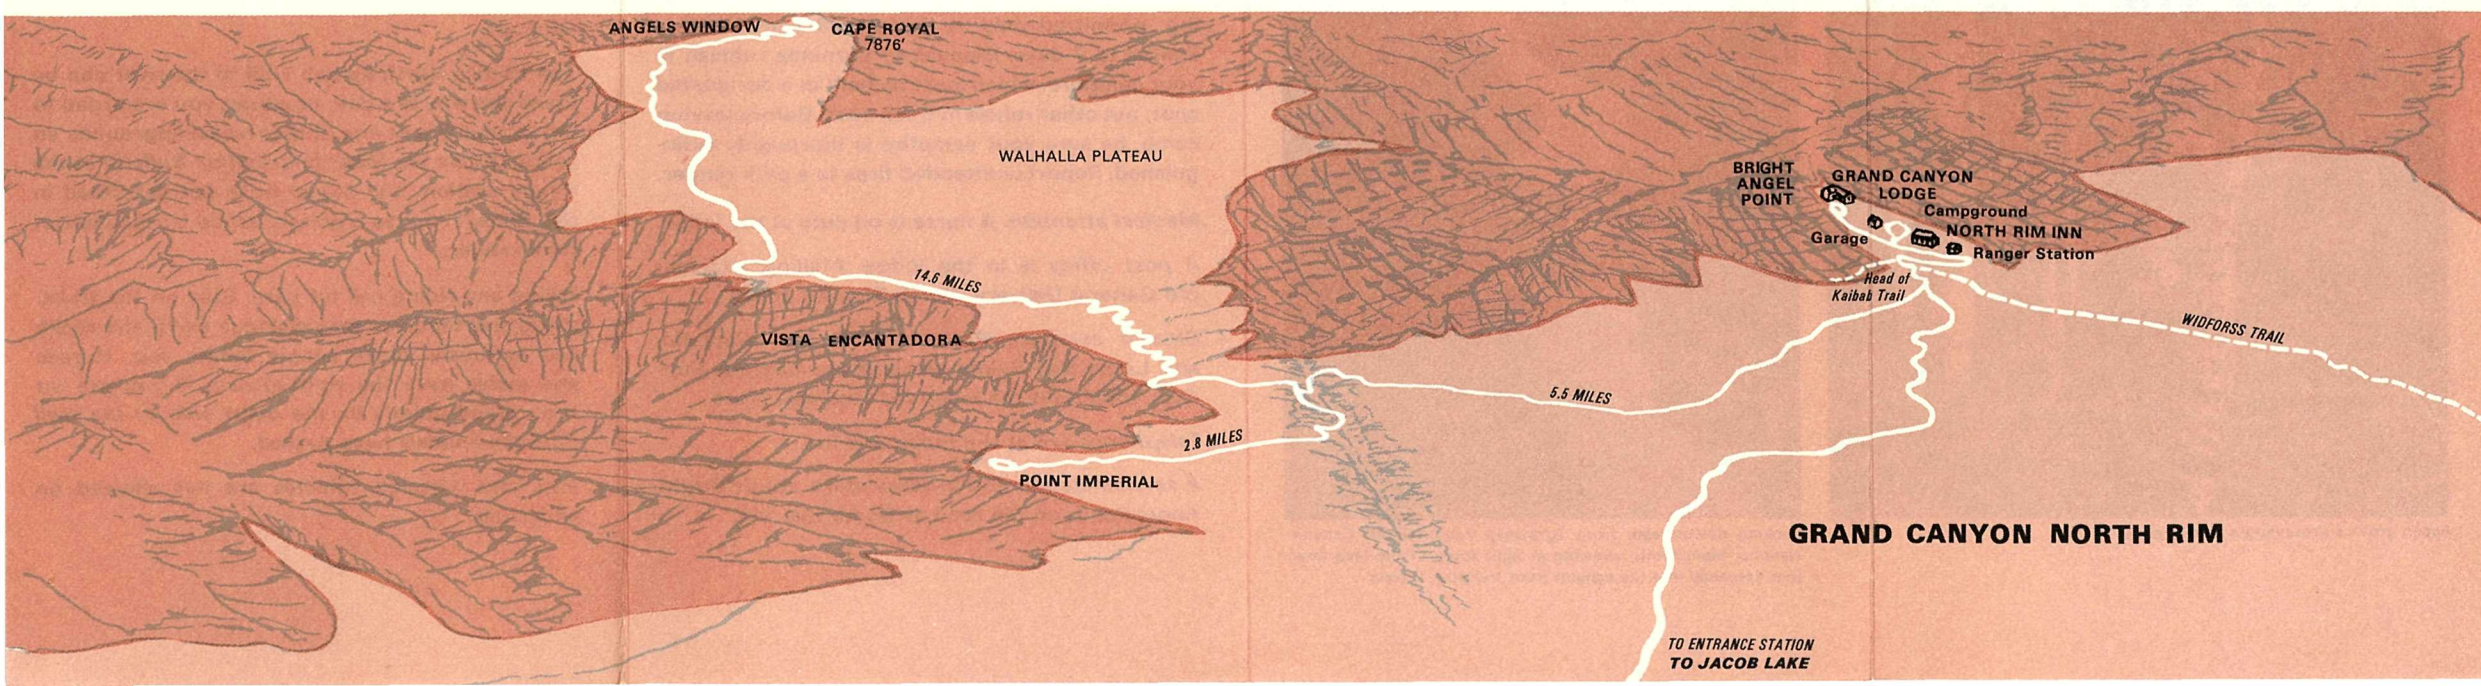 ANGELS WINDOW
CAPE ROYAL
7876'
WALHALLA PLATEAU
BRIGHT
ANGEL
POINT
GRAND CANYON
LODGE
Campground
NORTH RIM INN
Garage
Ranger Station
Head of
Kaibab Trail
14.6 MILES
WIDFORSS TRAIL
VISTA ENCANTADORA
5.5 MILES
2.8 MILES
POINT IMPERIAL
GRAND CANYON NORTH RIM
TO ENTRANCE STATION
TO JACOB LAKE